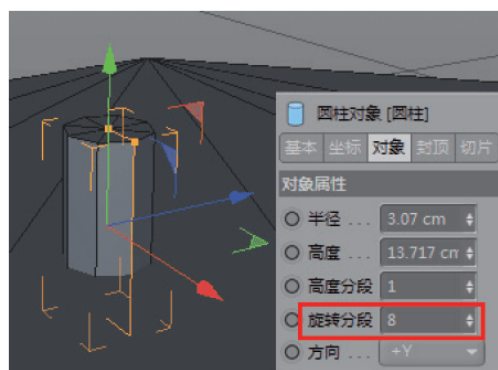 圆柱对象 [圆柱]
基本 坐标 对象 封顶 切片
对象属性
半径 . . . 3.07 cm
高度 . . . 13.717 cm
高度分段 1
旋转分段 8
方向 . . . +Y